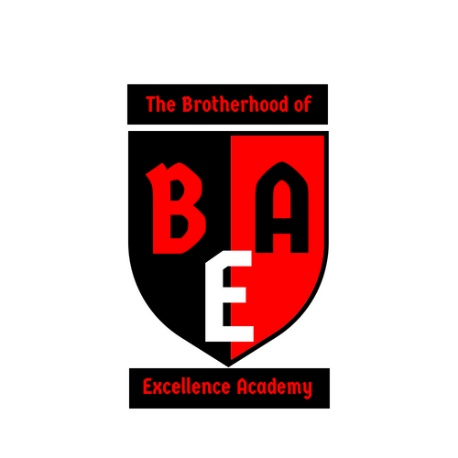 The Brotherhood of
B A
E
Excellence Academy